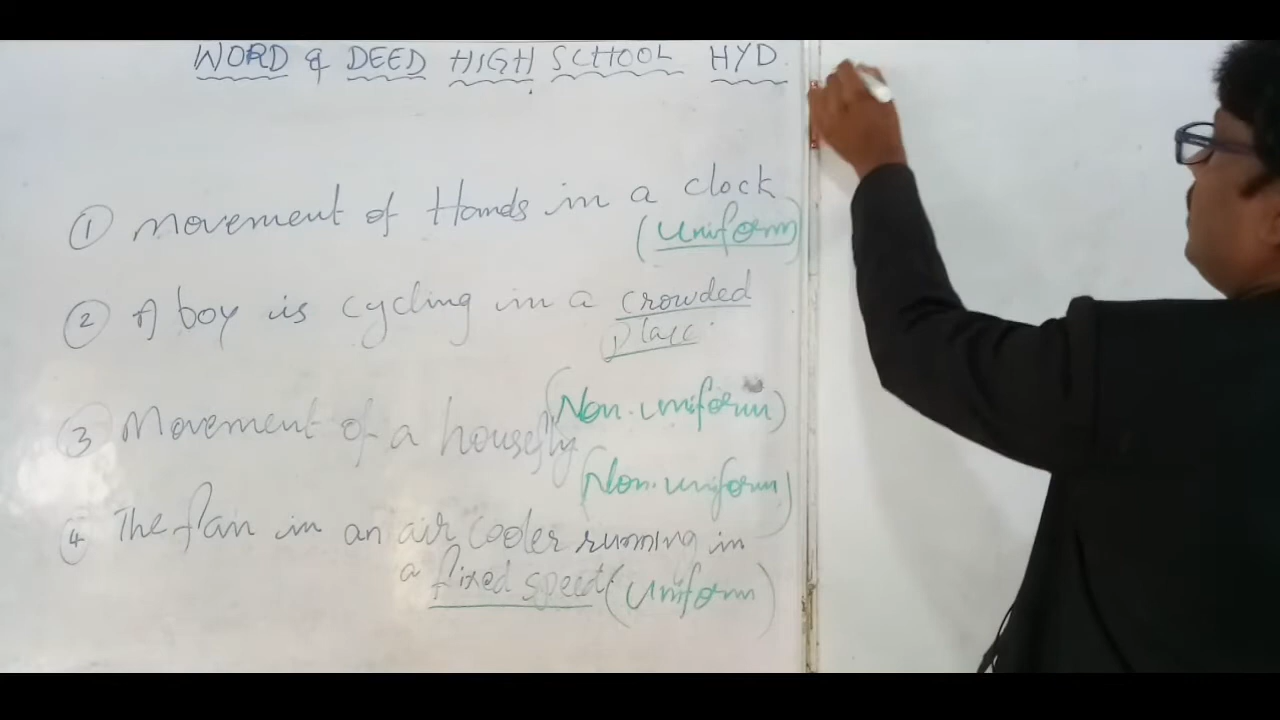 WORD & DEED HIGH SCHOOL HYD.
① Movement of Hands in a clock
(Uniform)
② A boy is cycling in a crowded
place.
(Non-uniform)
③ Movement of a housefly
(Non-uniform)
④ The fan in an air cooler running in
a fixed speed (Uniform)